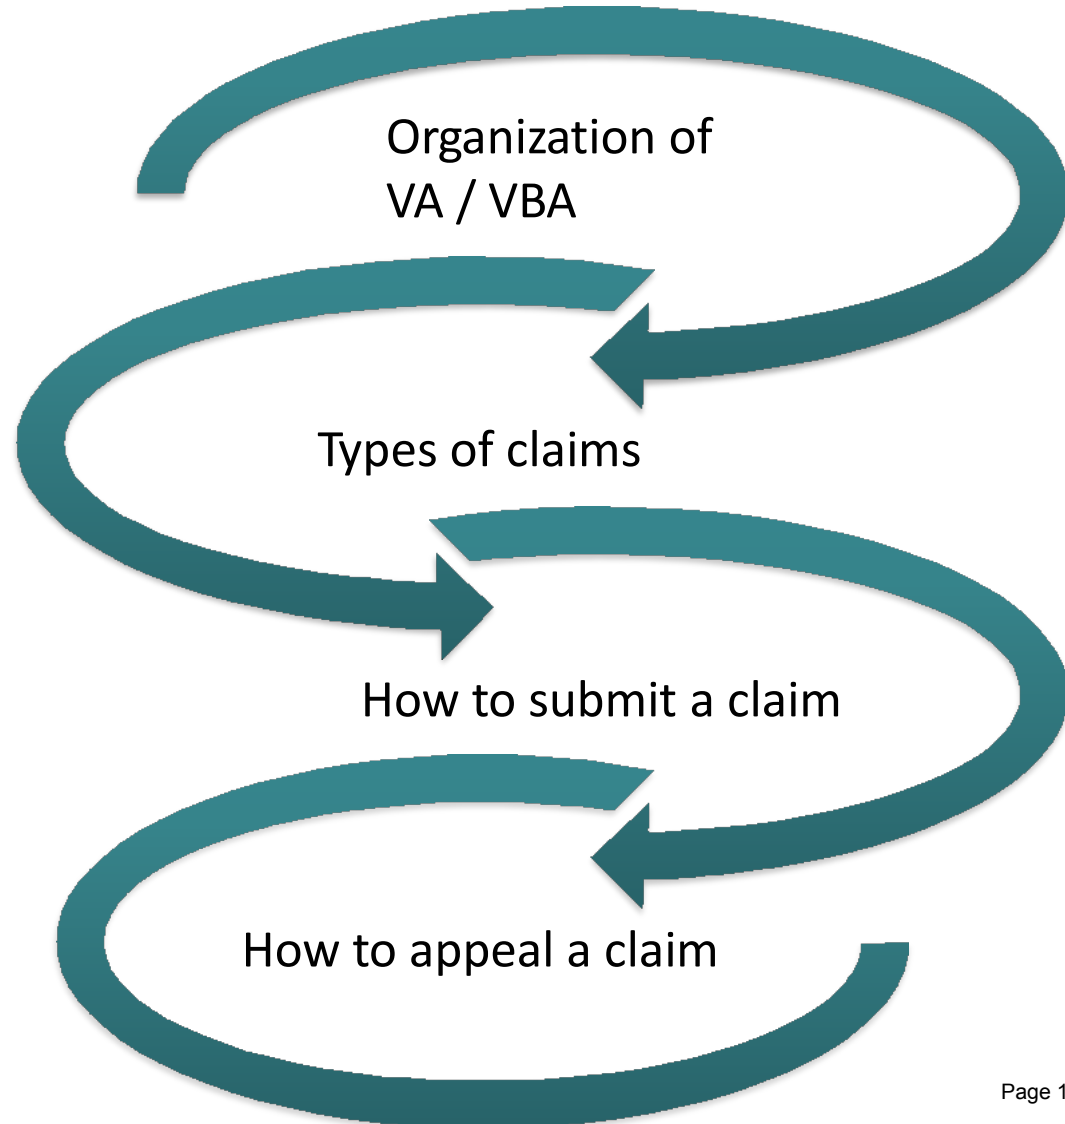 Organization of
VA / VBA
Types of claims
How to submit a claim
How to appeal a claim
Page 1